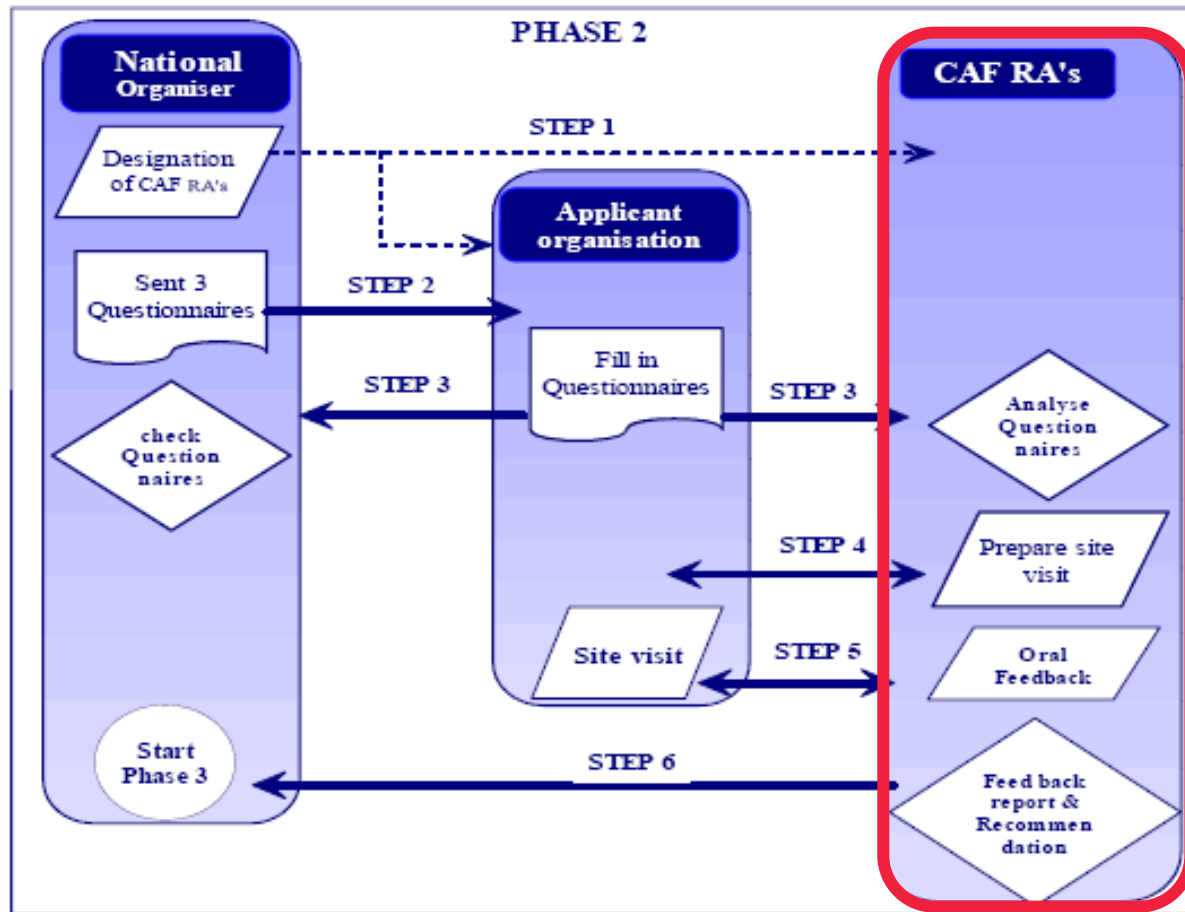 PHASE 2
National
Organiser
CAF RA's
STEP 1
Designation
of CAF RA's
Applicant
organisation
Sent 3
Questionnaires
STEP 2
Fill in
Questionnaires
STEP 3
STEP 3
check
Question
naires
Analyse
Question
naires
STEP 4
Prepare site
visit
Site visit
STEP 5
Oral
Feedback
Start
Phase 3
STEP 6
Feed back
report &
Recommen
dation